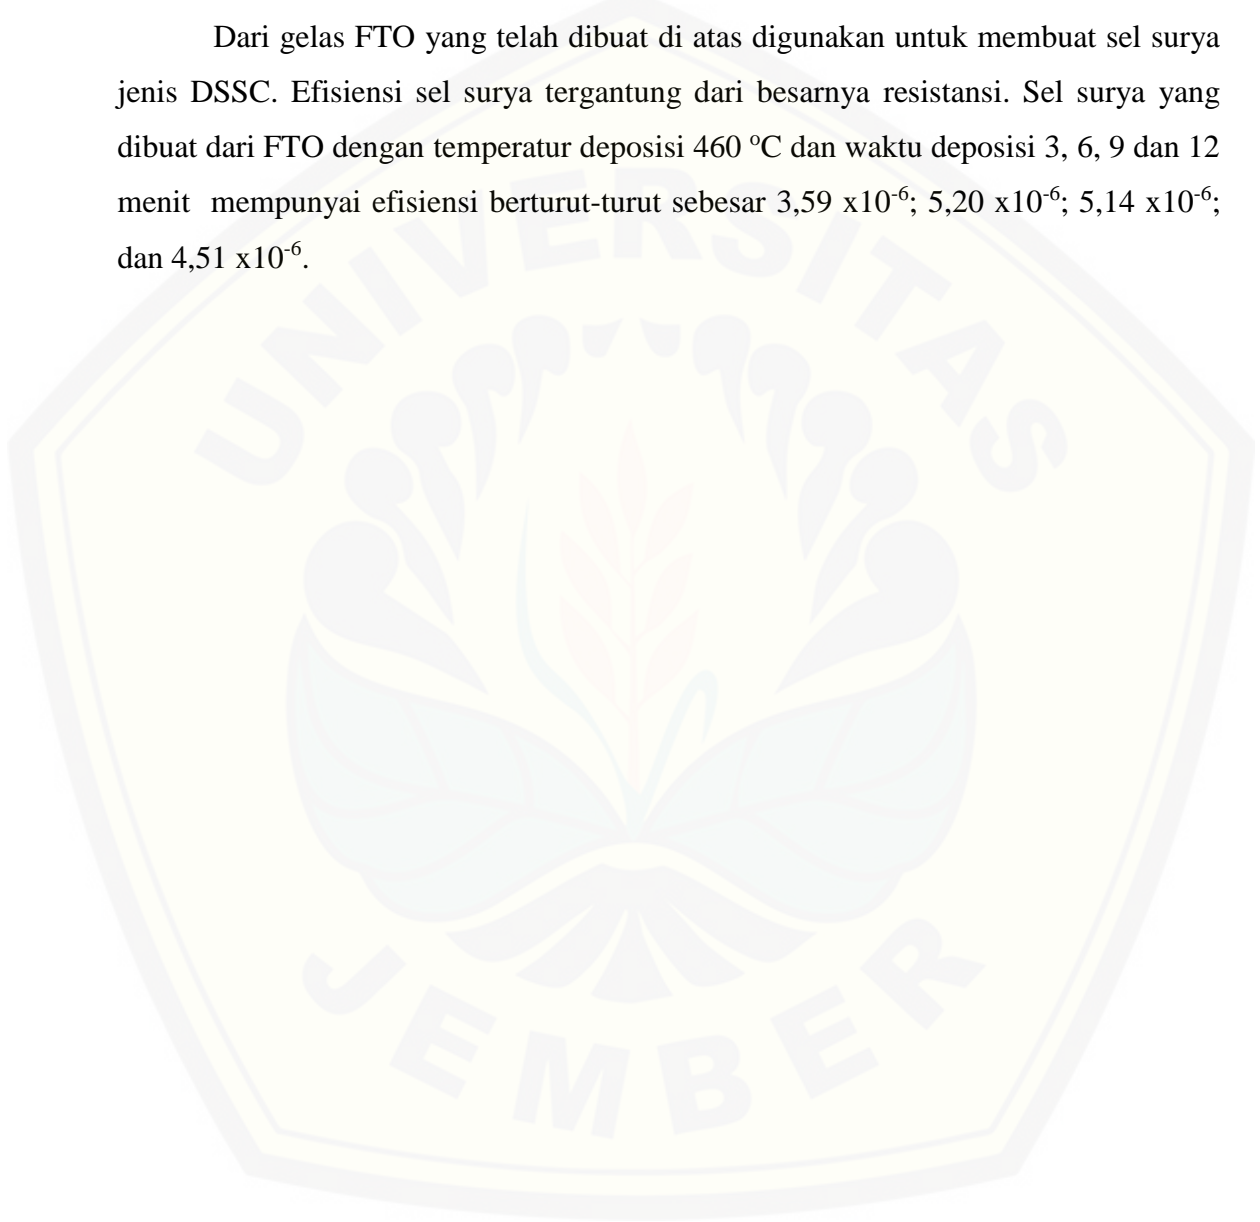 Dari gelas FTO yang telah dibuat di atas digunakan untuk membuat sel surya
jenis DSSC. Efisiensi sel surya tergantung dari besarnya resistansi. Sel surya yang
dibuat dari FTO dengan temperatur deposisi 460 °C dan waktu deposisi 3, 6, 9 dan 12
menit mempunyai efisiensi berturut-turut sebesar 3,59 x10⁻⁶; 5,20 x10⁻⁶; 5,14 x10⁻⁶;
dan 4,51 x10⁻⁶.
UNIVERSITAS
JEMBER